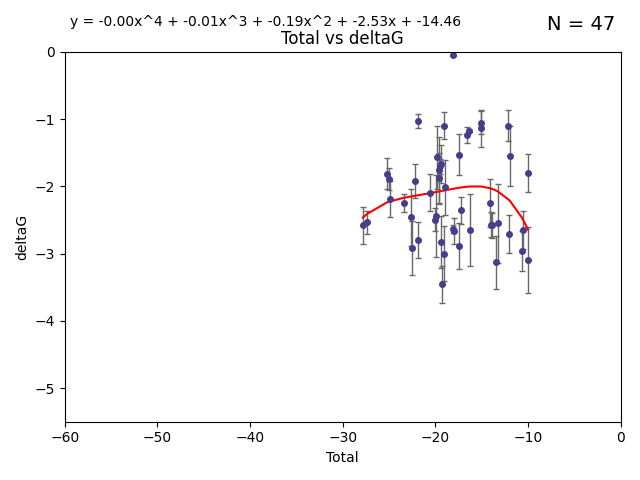 y = -0.00x^4 + -0.01x^3 + -0.19x^2 + -2.53x + -14.46
N = 47
Total vs deltaG
0
−1
−2
−3
−4
−5
deltaG
−60 −50 −40 −30 −20 −10 0
Total